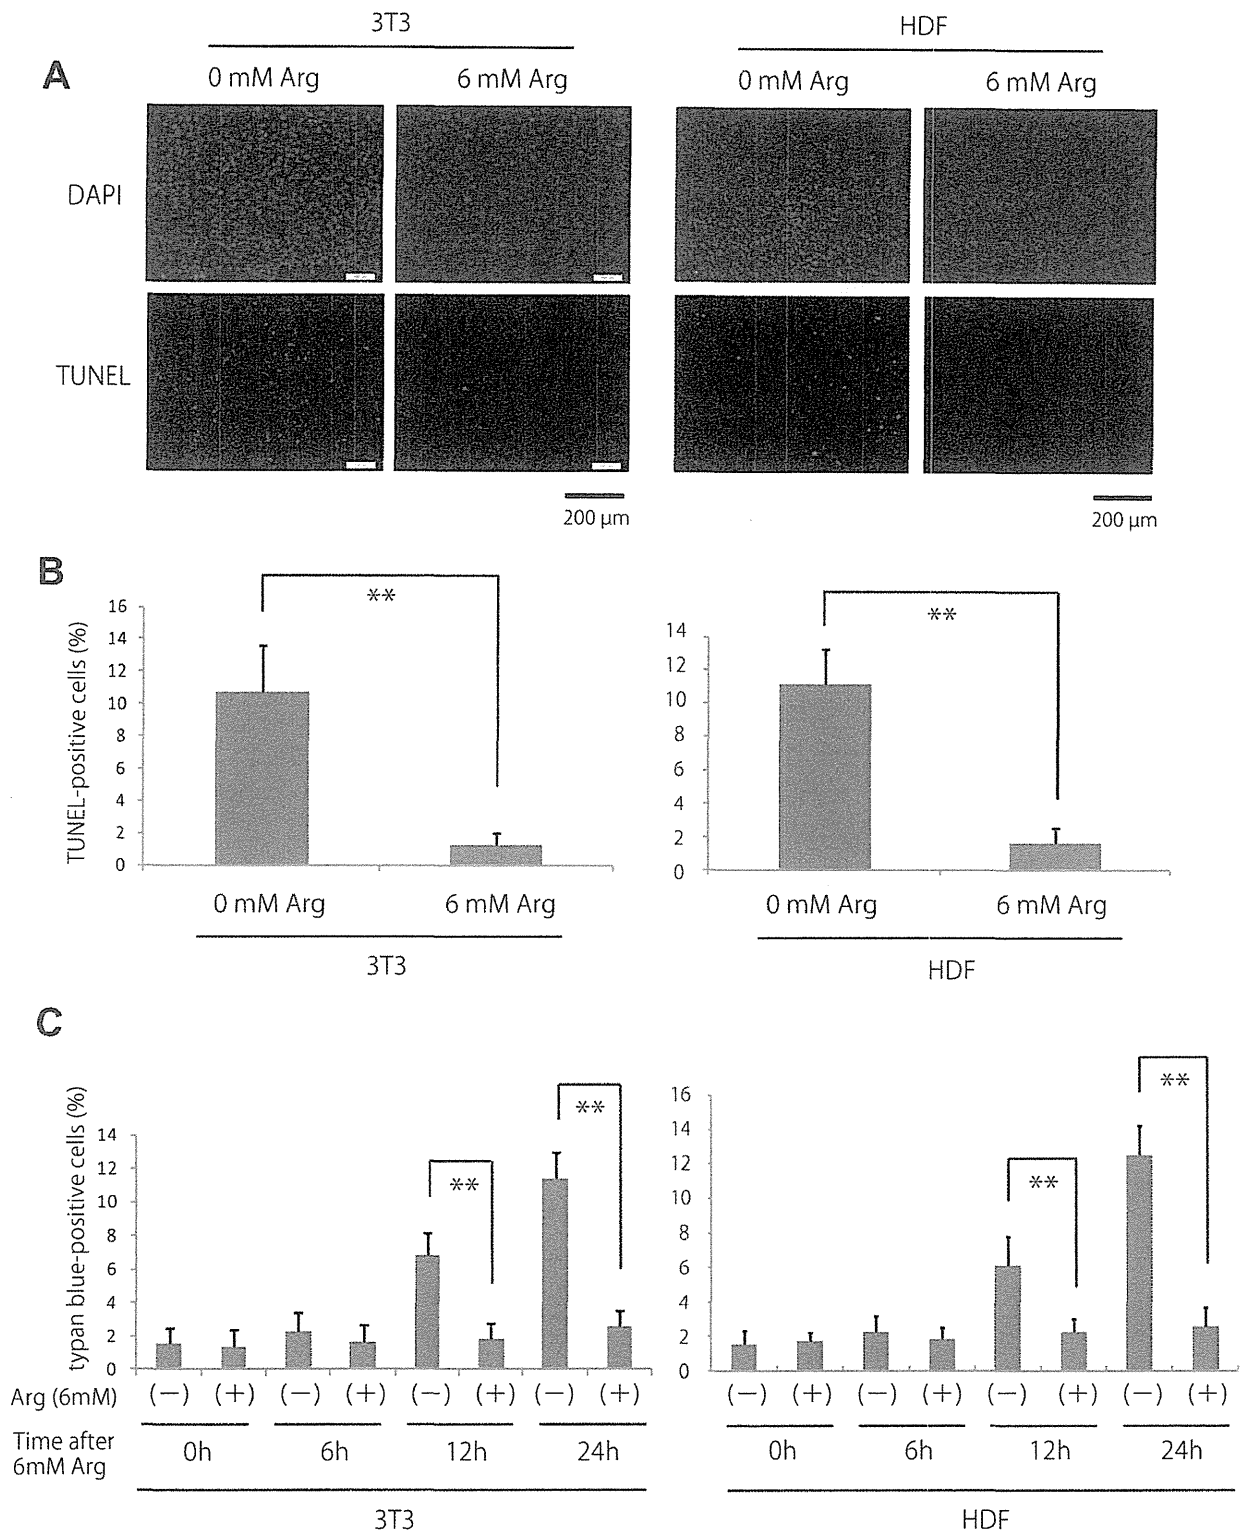 3T3
HDF
A
0 mM Arg
6 mM Arg
0 mM Arg
6 mM Arg
DAPI
TUNEL
200 μm
200 μm
B
TUNEL-positive cells (%)
16
14
12
10
8
6
4
2
0
**
0 mM Arg
6 mM Arg
3T3
14
12
10
8
6
4
2
0
**
0 mM Arg
6 mM Arg
HDF
C
typan blue-positive cells (%)
14
12
10
8
6
4
2
0
**
**
16
14
12
10
8
6
4
2
0
**
**
Arg (6mM) (−) (+) (−) (+) (−) (+) (−) (+)
(−) (+) (−) (+) (−) (+) (−) (+)
Time after
6mM Arg
0h 6h 12h 24h
0h 6h 12h 24h
3T3
HDF